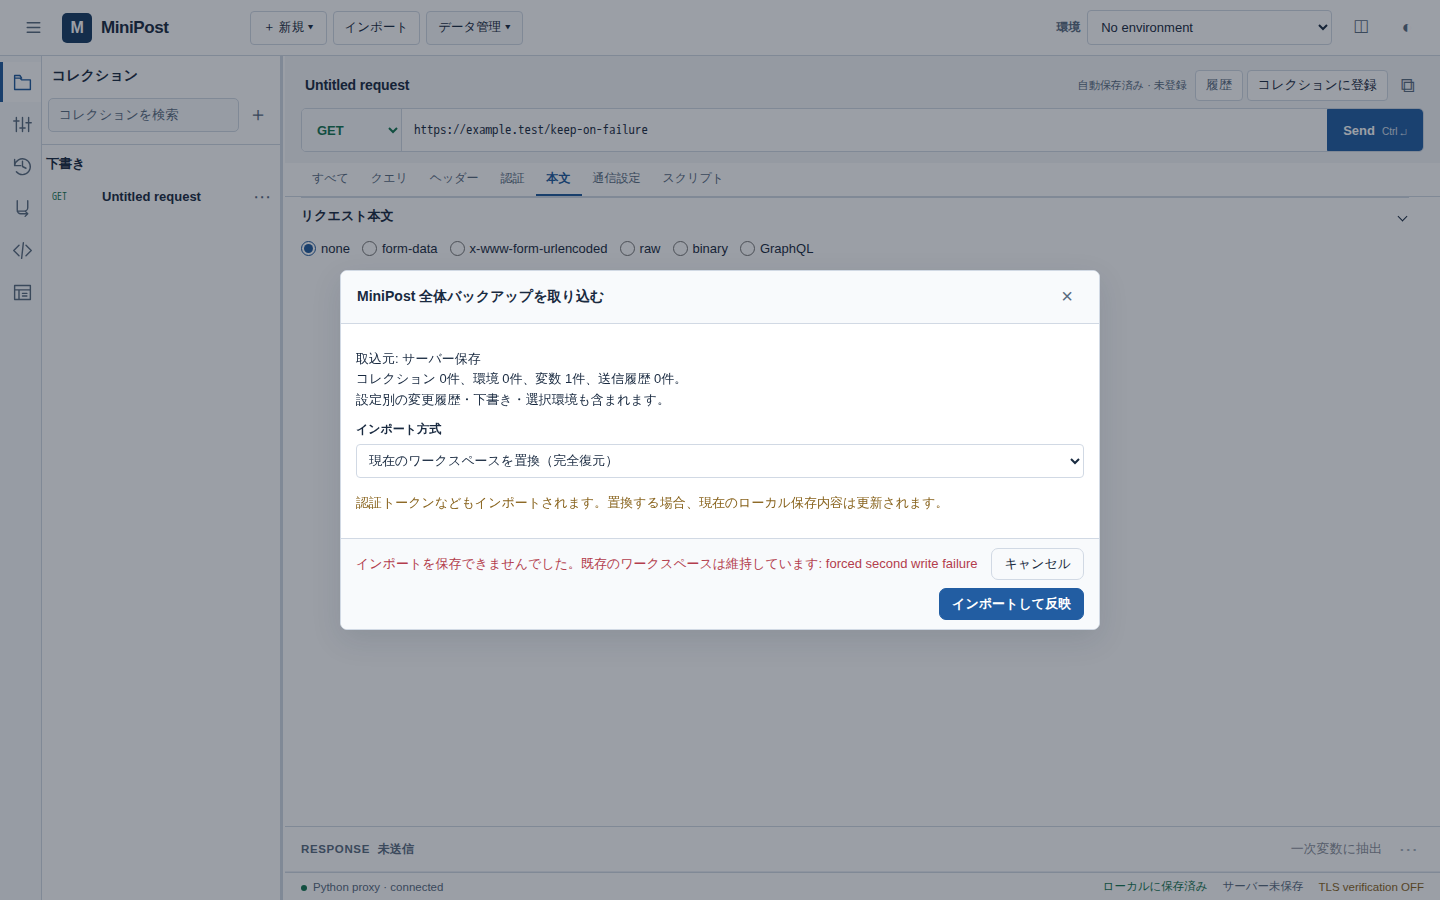 M MiniPost
＋ 新規 ▾
インポート
データ管理 ▾
環境
No environment
コレクション
コレクションを検索
下書き
GET Untitled request ···
Untitled request
自動保存済み · 未登録
履歴
コレクションに登録
GET
https://example.test/keep-on-failure
Send Ctrl ↵
すべて クエリ ヘッダー 認証 本文 通信設定 スクリプト
リクエスト本文
none form-data x-www-form-urlencoded raw binary GraphQL
MiniPost 全体バックアップを取り込む
取込元: サーバー保存
コレクション 0件、環境 0件、変数 1件、送信履歴 0件。
設定別の変更履歴・下書き・選択環境も含まれます。
インポート方式
現在のワークスペースを置換（完全復元）
認証トークンなどもインポートされます。置換する場合、現在のローカル保存内容は更新されます。
インポートを保存できませんでした。既存のワークスペースは維持しています: forced second write failure
キャンセル
インポートして反映
RESPONSE 未送信
一次変数に抽出 ···
Python proxy · connected
ローカルに保存済み サーバー未保存 TLS verification OFF